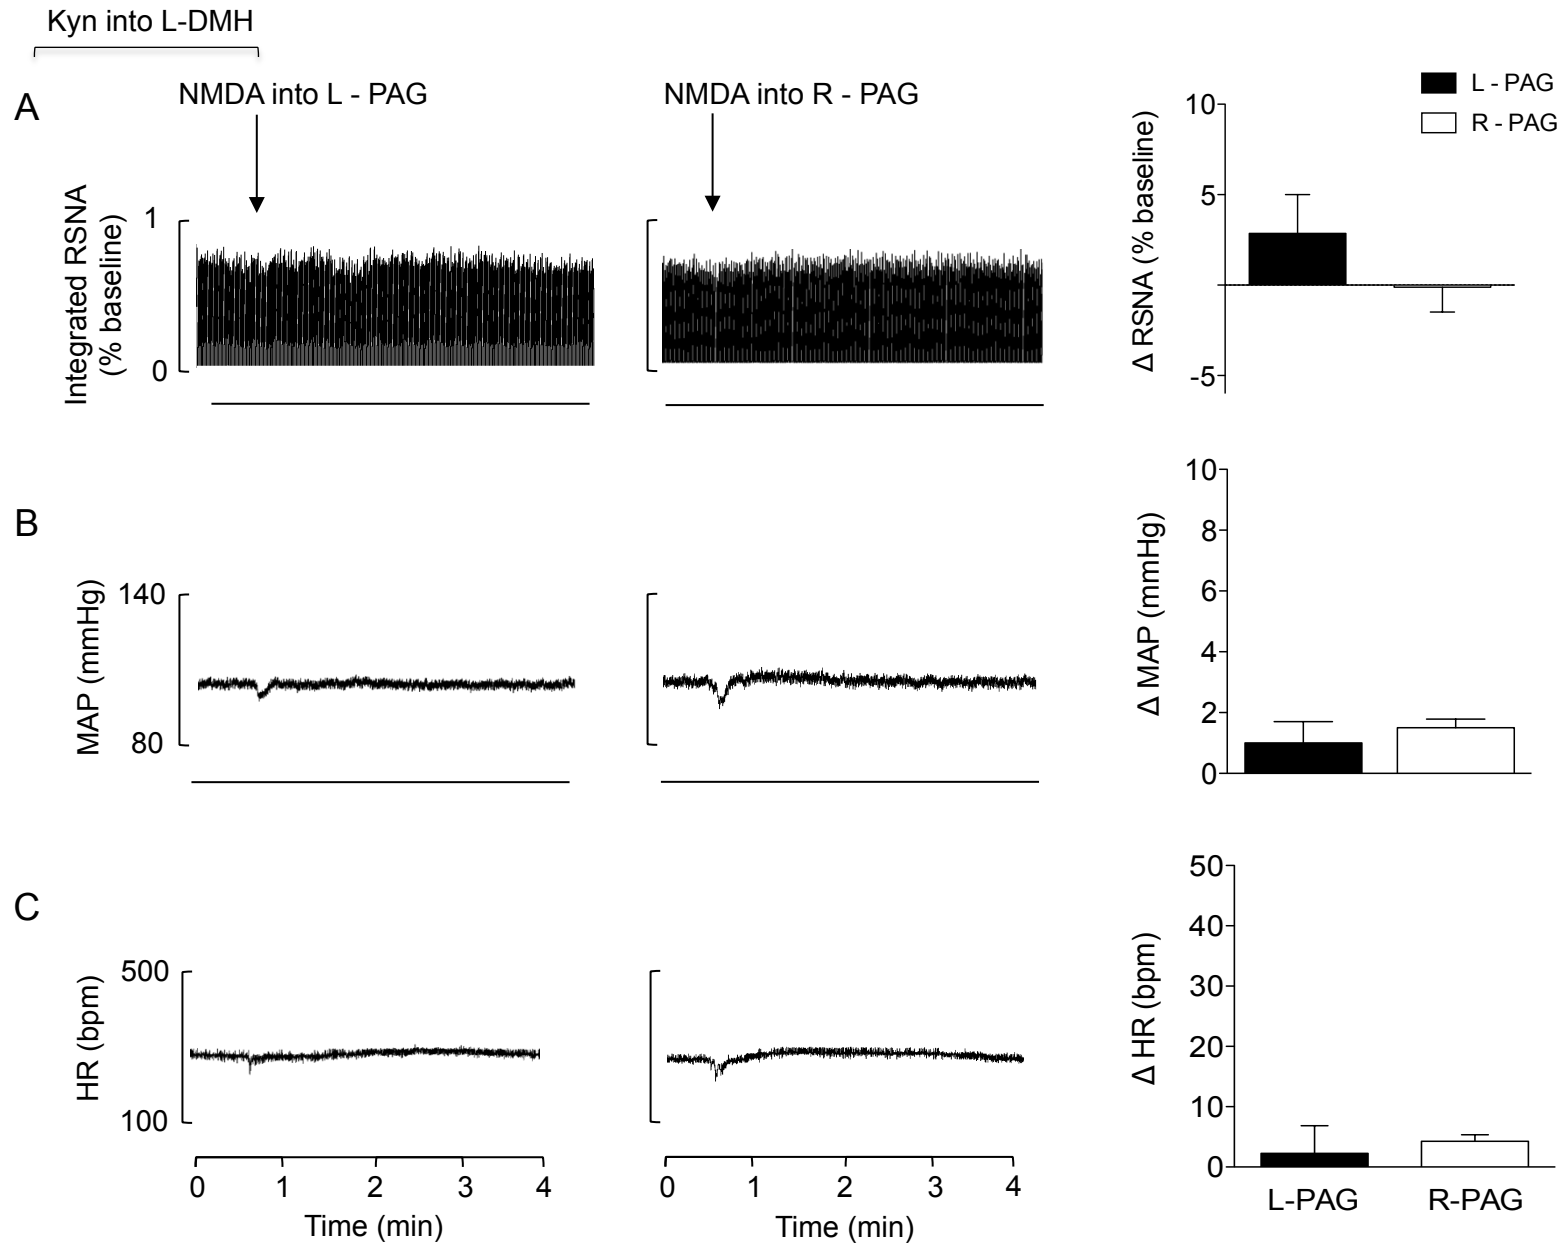 Kyn into L-DMH
A
NMDA into L - PAG
NMDA into R - PAG
Integrated RSNA
(% baseline)
1
0
Δ RSNA (% baseline)
10
5
-5
L - PAG
R - PAG
B
MAP (mmHg)
140
80
Δ MAP (mmHg)
10
8
6
4
2
0
C
HR (bpm)
500
100
0 1 2 3 4
Time (min)
0 1 2 3 4
Time (min)
Δ HR (bpm)
50
40
30
20
10
0
L-PAG R-PAG